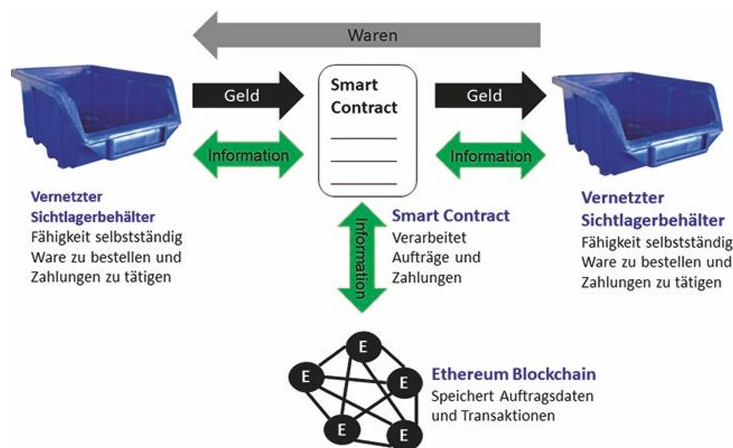 Waren
Geld
Information
Smart
Contract
Geld
Information
Vernetzter
Sichtlagerbehälter
Fähigkeit selbstständig
Ware zu bestellen und
Zahlungen zu tätigen
Information
Smart Contract
Verarbeitet
Aufträge und
Zahlungen
Vernetzter
Sichtlagerbehälter
Fähigkeit selbstständig
Ware zu bestellen und
Zahlungen zu tätigen
E
E
E
E
E
Ethereum Blockchain
Speichert Auftragsdaten
und Transaktionen